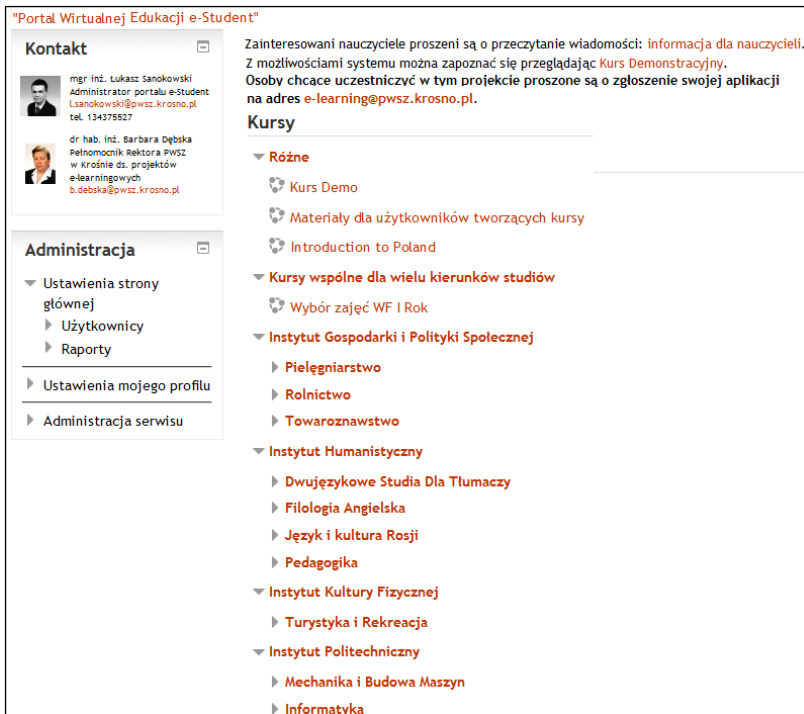 "Portal Wirtualnej Edukacji e-Student"
Kontakt
mgr inż. Łukasz Sanokowski
Administrator portalu e-Student
l.sanokowski@pwsz.krosno.pl
tel. 134375527
dr hab. inż. Barbara Dębska
Pełnomocnik Rektora PWSZ
w Krośnie ds. projektów
e-learningowych
b.debska@pwsz.krosno.pl
Administracja
Ustawienia strony
głównej
Użytkownicy
Raporty
Ustawienia mojego profilu
Administracja serwisu
Zainteresowani nauczyciele proszeni są o przeczytanie wiadomości: informacja dla nauczycieli.
Z możliwościami systemu można zapoznać się przeglądając Kurs Demonstracyjny.
Osoby chcące uczestniczyć w tym projekcie proszone są o zgłoszenie swojej aplikacji
na adres e-learning@pwsz.krosno.pl.
Kursy
Różne
Kurs Demo
Materiały dla użytkowników tworzących kursy
Introduction to Poland
Kursy wspólne dla wielu kierunków studiów
Wybór zajęć WF I Rok
Instytut Gospodarki i Polityki Społecznej
Pielęgniarstwo
Rolnictwo
Towaroznawstwo
Instytut Humanistyczny
Dwujęzykowe Studia Dla Tłumaczy
Filologia Angielska
Język i kultura Rosji
Pedagogika
Instytut Kultury Fizycznej
Turystyka i Rekreacja
Instytut Politechniczny
Mechanika i Budowa Maszyn
Informatyka